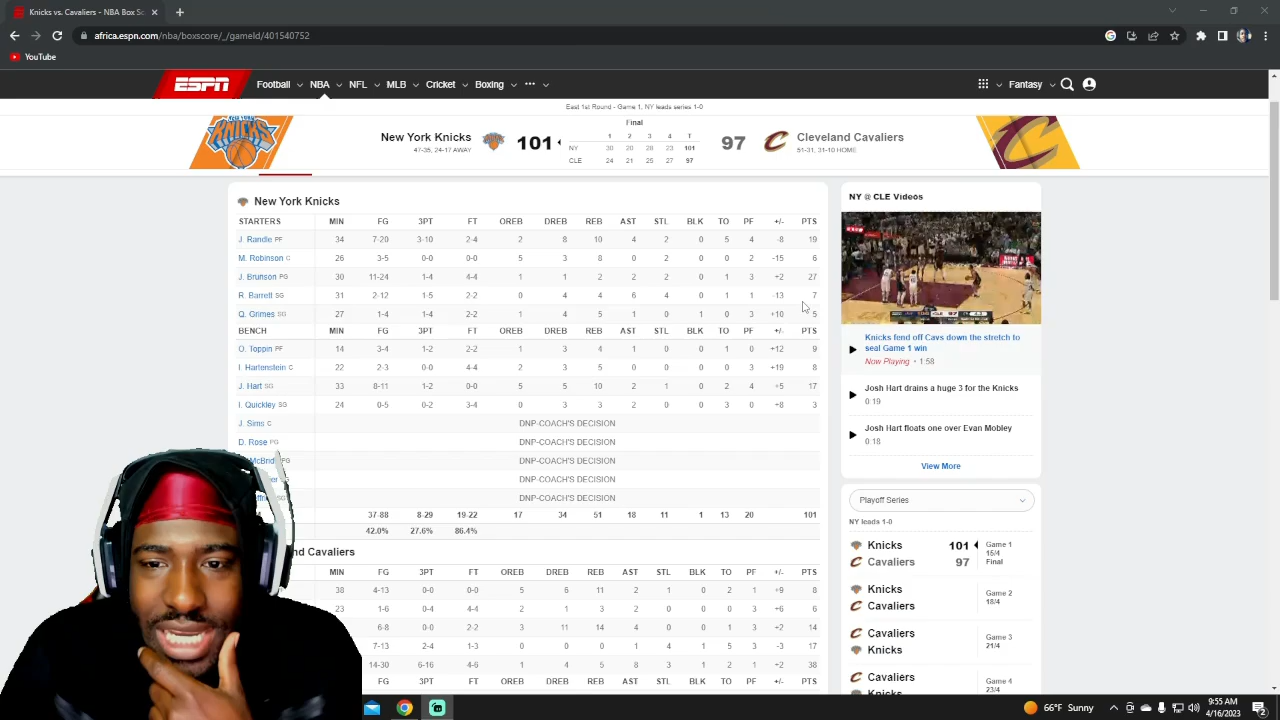 Knicks vs. Cavaliers - NBA Box Sc
africa.espn.com/nba/boxscore/_/gameId/401540752
YouTube
ESPN Football NBA NFL MLB Boxing ••• Fantasy
East 1st Round - Game 1, NY leads series 1-0
Final
KNICKS
New York Knicks 101 97 Cleveland Cavaliers
47-35, 24-17 AWAY 51-31, 31-10 HOME
1 2 3 4 T
NY 30 20 28 23 101
CLE 24 21 25 27 97
New York Knicks
STARTERS MIN FG 3PT FT OREB DREB REB AST STL BLK TO PF +/- PTS
J. Randle PF 34 7-20 3-10 2-4 2 8 10 4 2 0 5 4 -8 19
M. Robinson C 26 3-5 0-0 0-0 5 3 8 0 2 0 0 2 -15 6
J. Brunson PG 30 11-24 1-4 4-4 1 1 2 2 2 0 1 3 +2 27
R. Barrett SG 31 2-12 1-5 2-2 0 4 4 6 4 0 1 1 -13 7
Q. Grimes SG 27 1-4 1-4 2-2 1 4 5 1 0 1 0 3 +10 5
BENCH MIN FG 3PT FT OREB DREB REB AST STL BLK TO PF +/- PTS
O. Toppin PF 14 3-4 1-2 2-2 1 3 4 1 0 0 1 0 +12 9
I. Hartenstein C 22 2-3 0-0 4-4 2 3 5 0 0 0 0 3 +19 8
J. Hart SG 33 8-11 1-2 0-0 5 5 10 2 1 0 2 4 +5 17
I. Quickley SG 24 0-5 0-2 3-4 0 3 3 2 0 0 3 0 +8 3
J. Sims C DNP-COACH'S DECISION
D. Rose PG DNP-COACH'S DECISION
McBrid PG DNP-COACH'S DECISION
DNP-COACH'S DECISION
DNP-COACH'S DECISION
37-88 8-29 19-22 17 34 51 18 11 1 13 20 101
42.0% 27.6% 86.4%
nd Cavaliers
MIN FG 3PT FT OREB DREB REB AST STL BLK TO PF +/- PTS
38 4-13 0-0 0-0 5 6 11 2 1 0 2 1 +9 8
23 1-6 0-4 4-4 2 1 3 2 0 0 0 3 +6 6
6-8 0-0 2-2 3 11 14 4 0 0 1 3 +2 14
7-13 2-4 1-3 0 0 0 1 4 1 5 3 -3 17
14-30 6-16 4-6 1 4 5 8 3 1 2 1 +2 38
FG 3PT FT OREB DREB REB AST STL BLK TO PF +/- PTS
NY @ CLE Videos
Knicks fend off Cavs down the stretch to
seal Game 1 win
Now Playing • 1:58
Josh Hart drains a huge 3 for the Knicks
0:19
Josh Hart floats one over Evan Mobley
0:18
View More
Playoff Series
NY leads 1-0
Knicks 101 Game 1
Cavaliers 97 15/4
Final
Knicks Game 2
Cavaliers 18/4
Cavaliers Game 3
Knicks 21/4
Cavaliers Game 4
Knicks 23/4
66°F Sunny
9:55 AM
4/16/2023